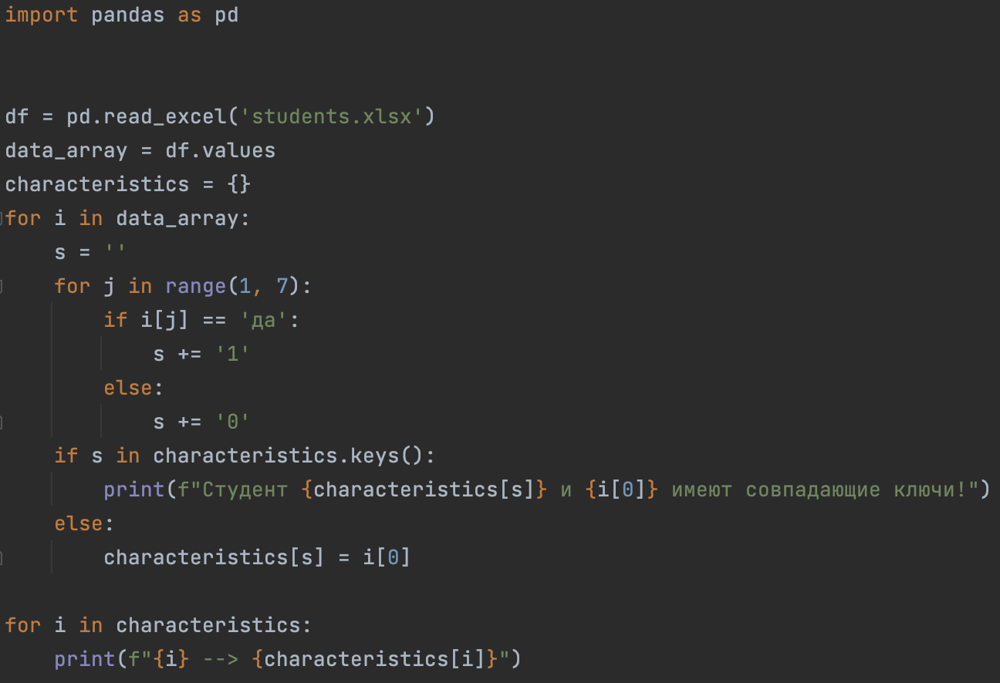 import pandas as pd
df = pd.read_excel('students.xlsx')
data_array = df.values
characteristics = {}
for i in data_array:
    s = ''
    for j in range(1, 7):
        if i[j] == 'да':
            s += '1'
        else:
            s += '0'
    if s in characteristics.keys():
        print(f"Студент {characteristics[s]} и {i[0]} имеют совпадающие ключи!")
    else:
        characteristics[s] = i[0]
for i in characteristics:
    print(f"{i} --> {characteristics[i]}")